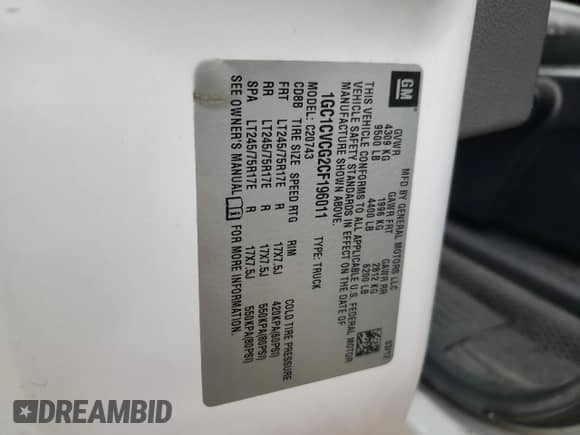 GM
MFD BY GENERAL MOTORS LLC
GVWR GAWR FRT GAWR RR
4309 KG 1996 KG 2812 KG
9500 LB 4400 LB 6200 LB
03/12
THIS VEHICLE CONFORMS TO ALL APPLICABLE U.S. FEDERAL MOTOR
VEHICLE SAFETY STANDARDS IN EFFECT ON THE DATE OF
MANUFACTURE SHOWN ABOVE.
1GC1CVCG2CF196011 TYPE: TRUCK
MODEL: C20743
CD8B TIRE SIZE SPEED RTG RIM COLD TIRE PRESSURE
FRT LT245/75R17E R 17X7.5J 420KPA(60PSI)
RR LT245/75R17E R 17X7.5J 550KPA(80PSI)
SPA LT245/75R17E R 17X7.5J 550KPA(80PSI)
SEE OWNER'S MANUAL FOR MORE INFORMATION.
DREAMBID